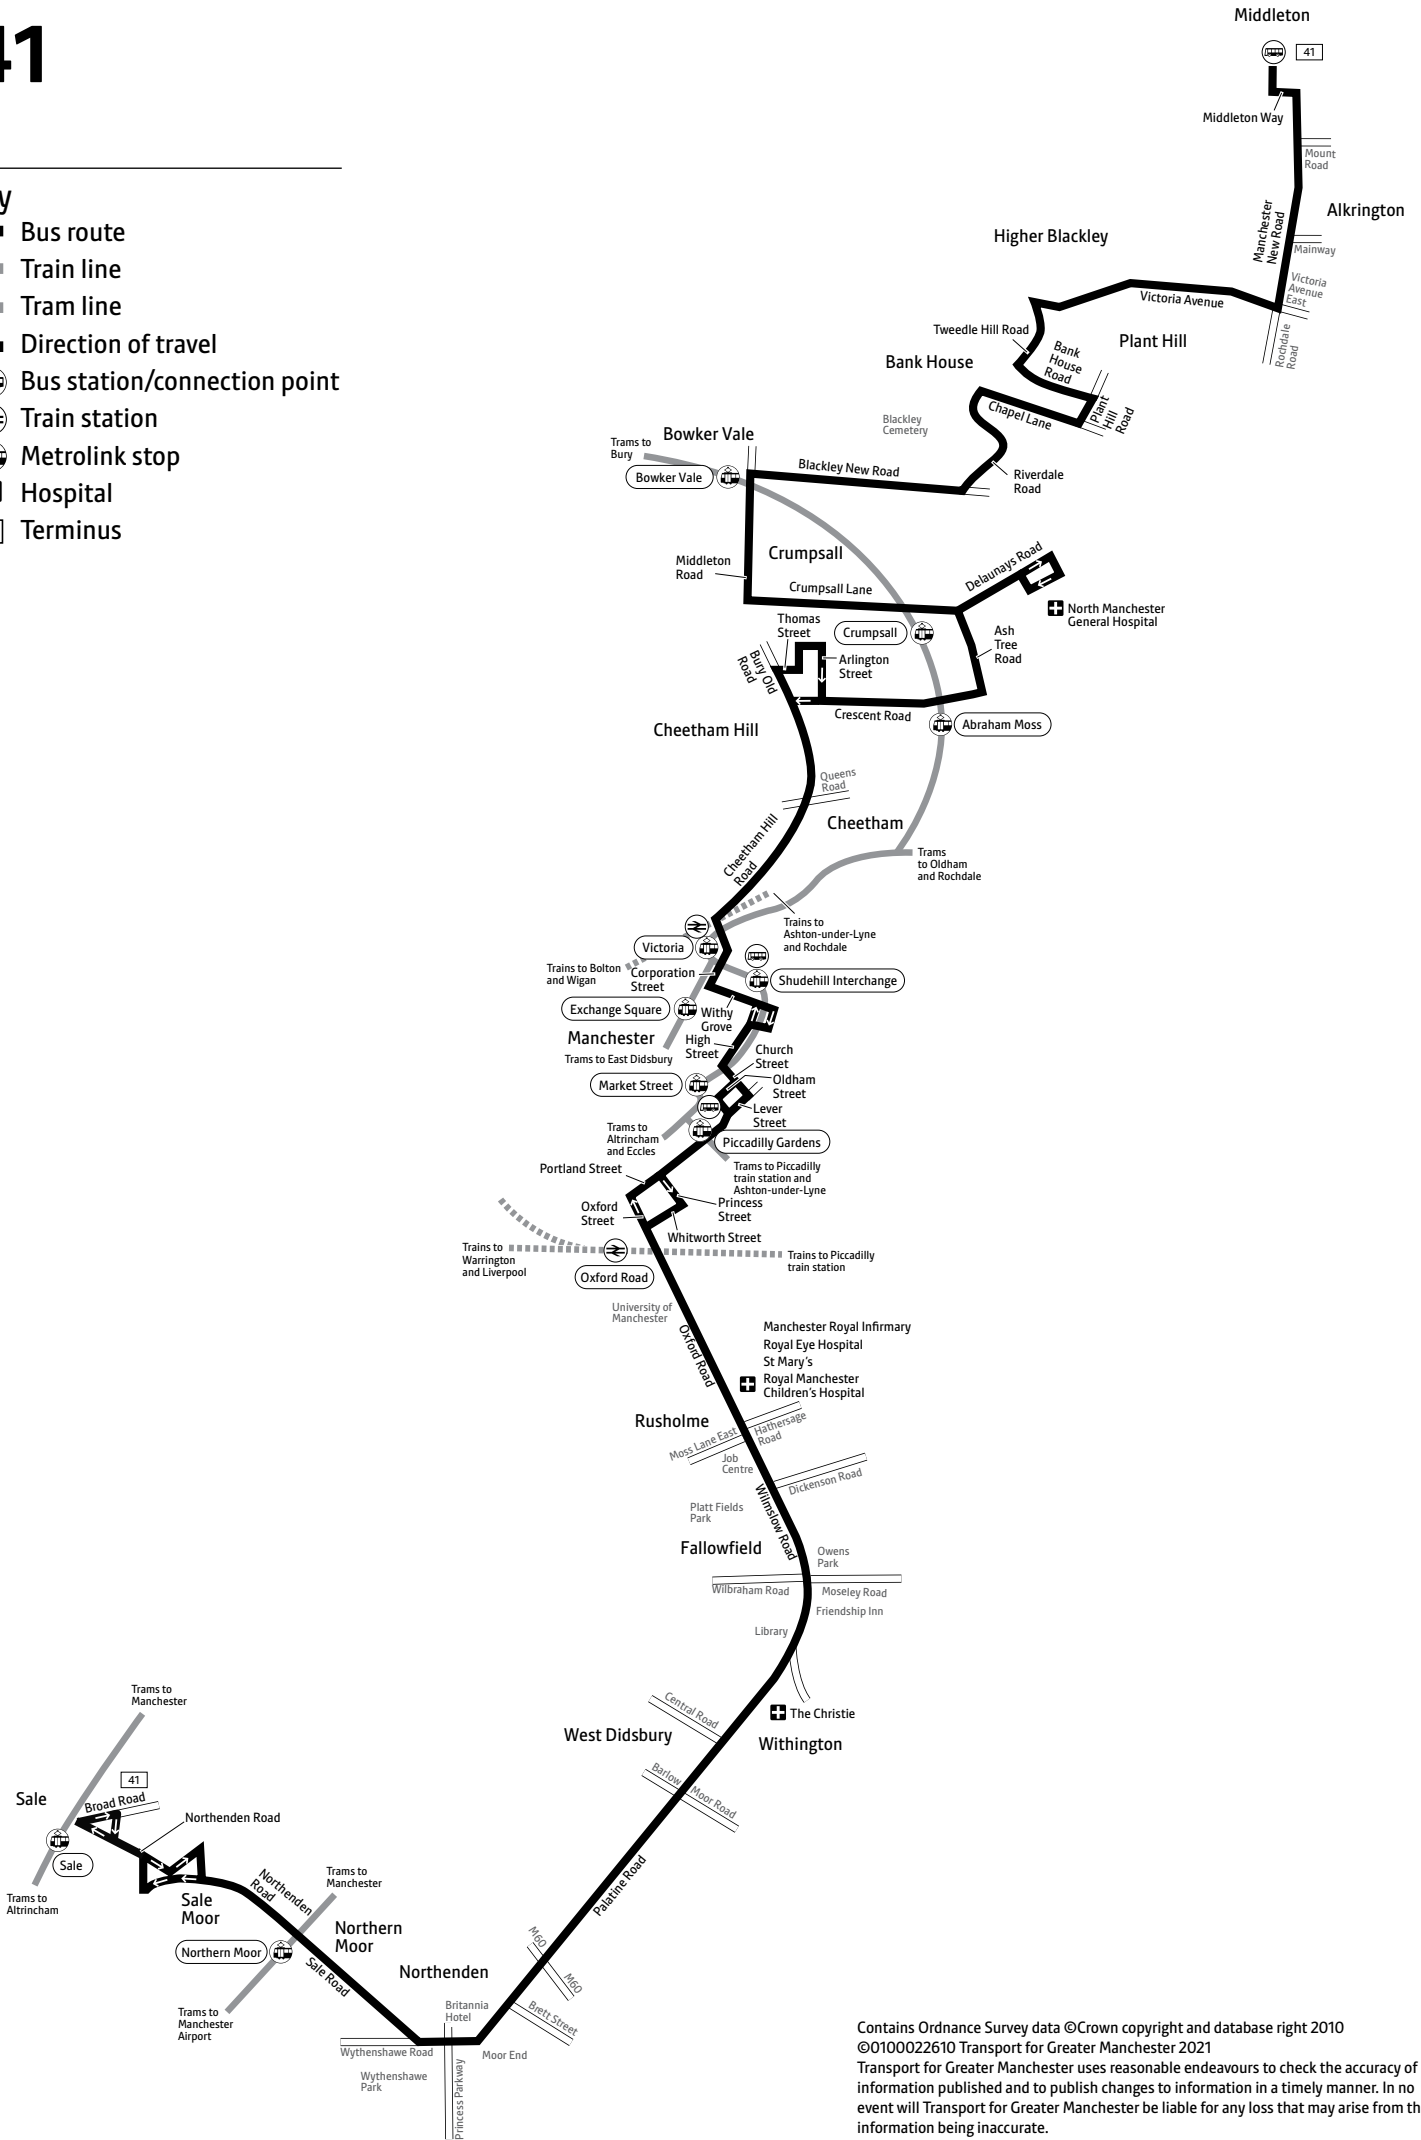 41
y
Bus route
Train line
Tram line
Direction of travel
Bus station/connection point
Train station
Metrolink stop
Hospital
Terminus
Middleton
41
Middleton Way
Mount
Road
Alkrington
Manchester
New Road
Mainway
Higher Blackley
Victoria
Avenue
East
Victoria Avenue
Rochdale
Road
Tweedle Hill Road
Plant Hill
Bank
House
Road
Bank House
Plant
Hill
Road
Chapel Lane
Blackley
Cemetery
Bowker Vale
Trams to
Bury
Bowker Vale
Blackley New Road
Riverdale
Road
Crumpsall
Middleton
Road
Delaunays Road
Crumpsall Lane
North Manchester
General Hospital
Thomas
Street
Crumpsall
Ash
Tree
Road
Bury Old
Road
Arlington
Street
Crescent Road
Abraham Moss
Cheetham Hill
Queens
Road
Cheetham
Cheetham Hill
Road
Trams
to Oldham
and Rochdale
Trains to
Ashton-under-Lyne
and Rochdale
Victoria
Trains to Bolton
and Wigan
Corporation
Street
Shudehill Interchange
Exchange Square
Withy
Grove
Manchester
High
Street
Trams to East Didsbury
Church
Street
Market Street
Oldham
Street
Lever
Street
Trams to
Altrincham
and Eccles
Piccadilly Gardens
Portland Street
Trams to Piccadilly
train station and
Ashton-under-Lyne
Oxford
Street
Princess
Street
Whitworth Street
Trains to
Warrington
and Liverpool
Trains to Piccadilly
train station
Oxford Road
University of
Manchester
Oxford Road
Manchester Royal Infirmary
Royal Eye Hospital
St Mary's
Royal Manchester
Children's Hospital
Rusholme
Moss Lane East
Hathersage
Road
Job
Centre
Dickenson Road
Platt Fields
Park
Wilmslow Road
Fallowfield
Owens
Park
Wilbraham Road
Moseley Road
Friendship Inn
Library
Central Road
The Christie
West Didsbury
Withington
Barlow Moor Road
Trams to
Manchester
41
Sale
Broad Road
Northenden Road
Sale
Trams to
Altrincham
Sale
Moor
Northenden
Road
Trams to
Manchester
Northern
Moor
Northern Moor
Sale Road
Palatine Road
M60
M60
Northenden
Trams to
Manchester
Airport
Britannia
Hotel
Brett Street
Wythenshawe Road
Moor End
Wythenshawe
Park
Princess Parkway
Contains Ordnance Survey data ©Crown copyright and database right 2010
©0100022610 Transport for Greater Manchester 2021
Transport for Greater Manchester uses reasonable endeavours to check the accuracy of
information published and to publish changes to information in a timely manner. In no
event will Transport for Greater Manchester be liable for any loss that may arise from th
information being inaccurate.